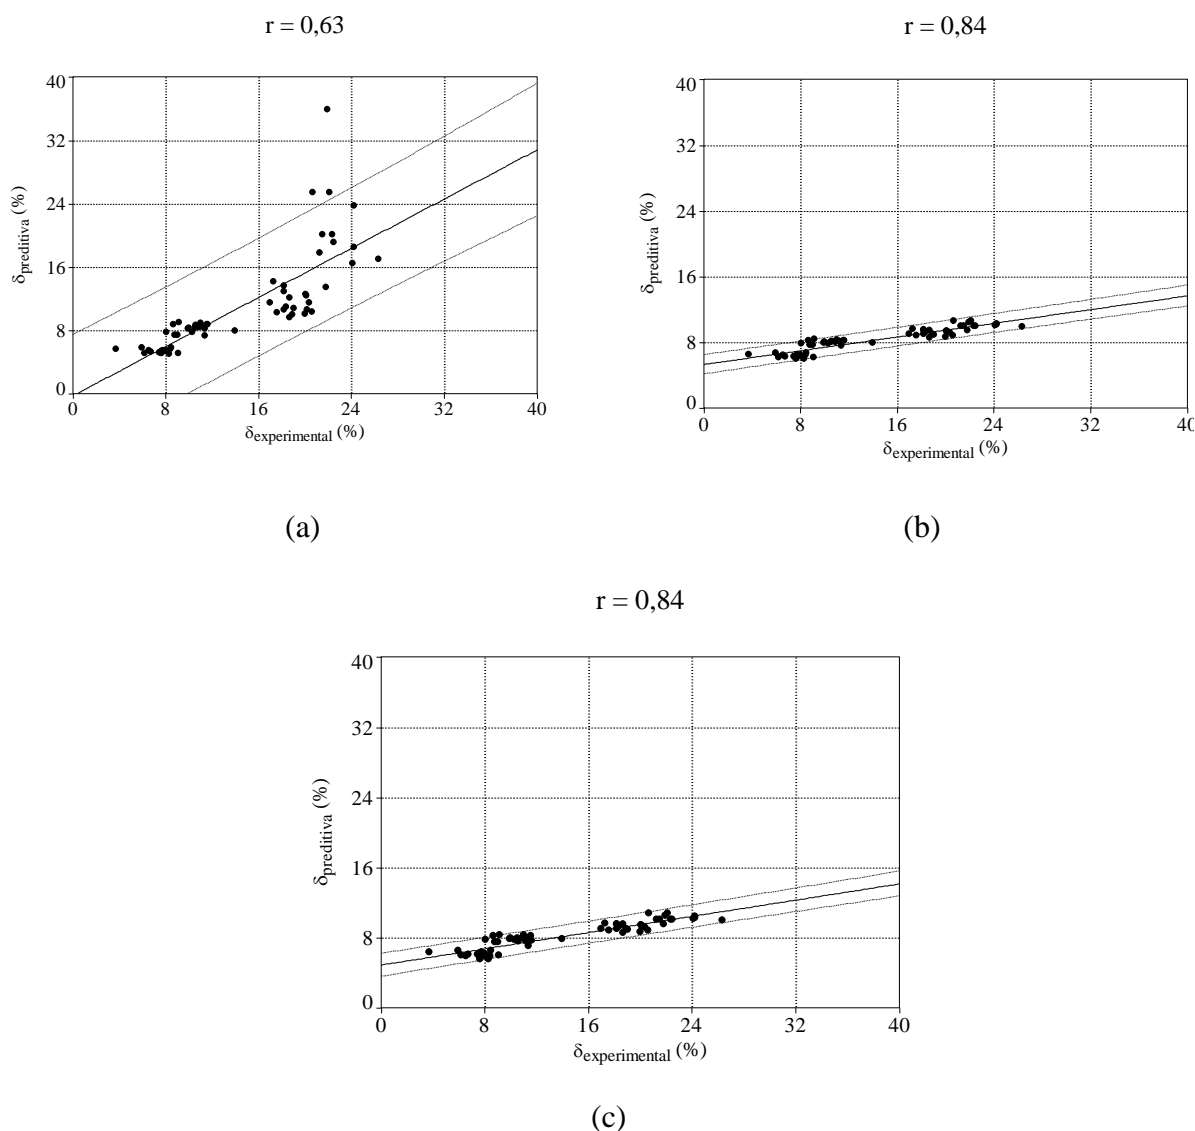 r = 0,63
r = 0,84
40
32
24
16
8
0
δpreditiva (%)
0 8 16 24 32 40
δexperimental (%)
40
32
24
16
8
0
δpreditiva (%)
0 8 16 24 32 40
δexperimental (%)
(a)
(b)
r = 0,84
40
32
24
16
8
0
δpreditiva (%)
0 8 16 24 32 40
δexperimental (%)
(c)